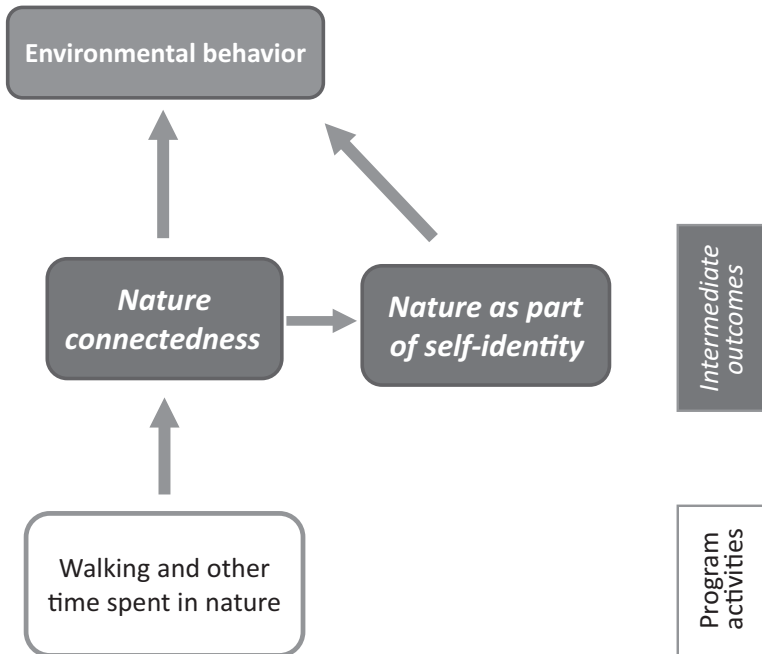 Environmental behavior
Nature
connectedness
Nature as part
of self-identity
Intermediate
outcomes
Walking and other
time spent in nature
Program
activities